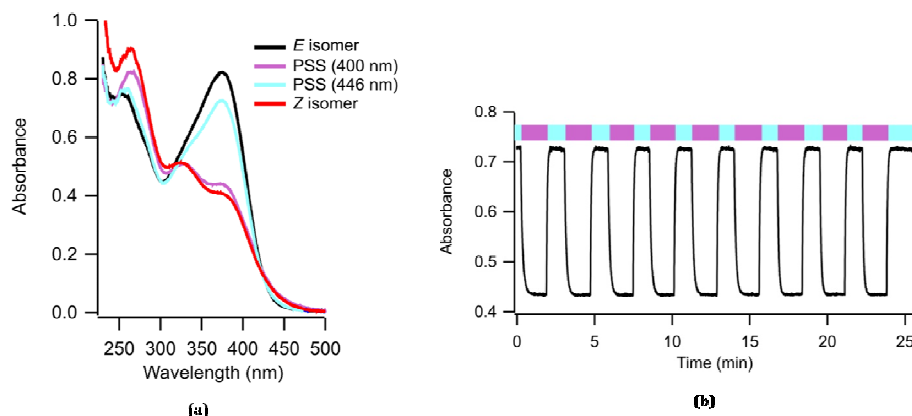 1.0
0.8
0.6
0.4
0.2
0.0
Absorbance
250 300 350 400 450 500
Wavelength (nm)
E isomer
PSS (400 nm)
PSS (446 nm)
Z isomer
(a)
0.8
0.7
0.6
0.5
0.4
Absorbance
0 5 10 15 20 25
Time (min)
(b)